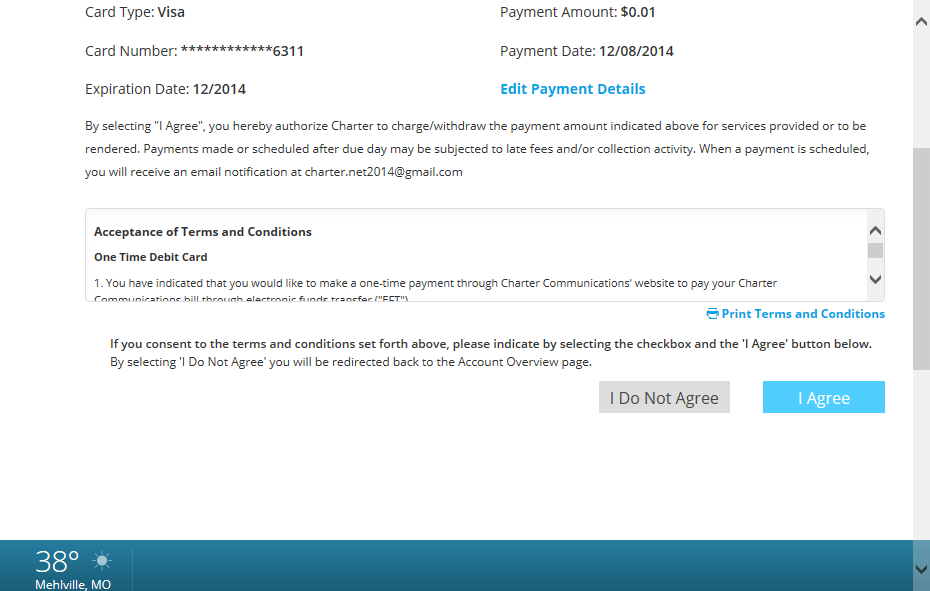 Card Type: Visa
Payment Amount: $0.01
Card Number: ************6311
Payment Date: 12/08/2014
Expiration Date: 12/2014
Edit Payment Details
By selecting "I Agree", you hereby authorize Charter to charge/withdraw the payment amount indicated above for services provided or to be
rendered. Payments made or scheduled after due day may be subjected to late fees and/or collection activity. When a payment is scheduled,
you will receive an email notification at charter.net2014@gmail.com
Acceptance of Terms and Conditions
One Time Debit Card
1. You have indicated that you would like to make a one-time payment through Charter Communications' website to pay your Charter
Communications bill through electronic funds transfer ("EFT")
Print Terms and Conditions
If you consent to the terms and conditions set forth above, please indicate by selecting the checkbox and the 'I Agree' button below.
By selecting 'I Do Not Agree' you will be redirected back to the Account Overview page.
I Do Not Agree
I Agree
38°
Mehlville, MO